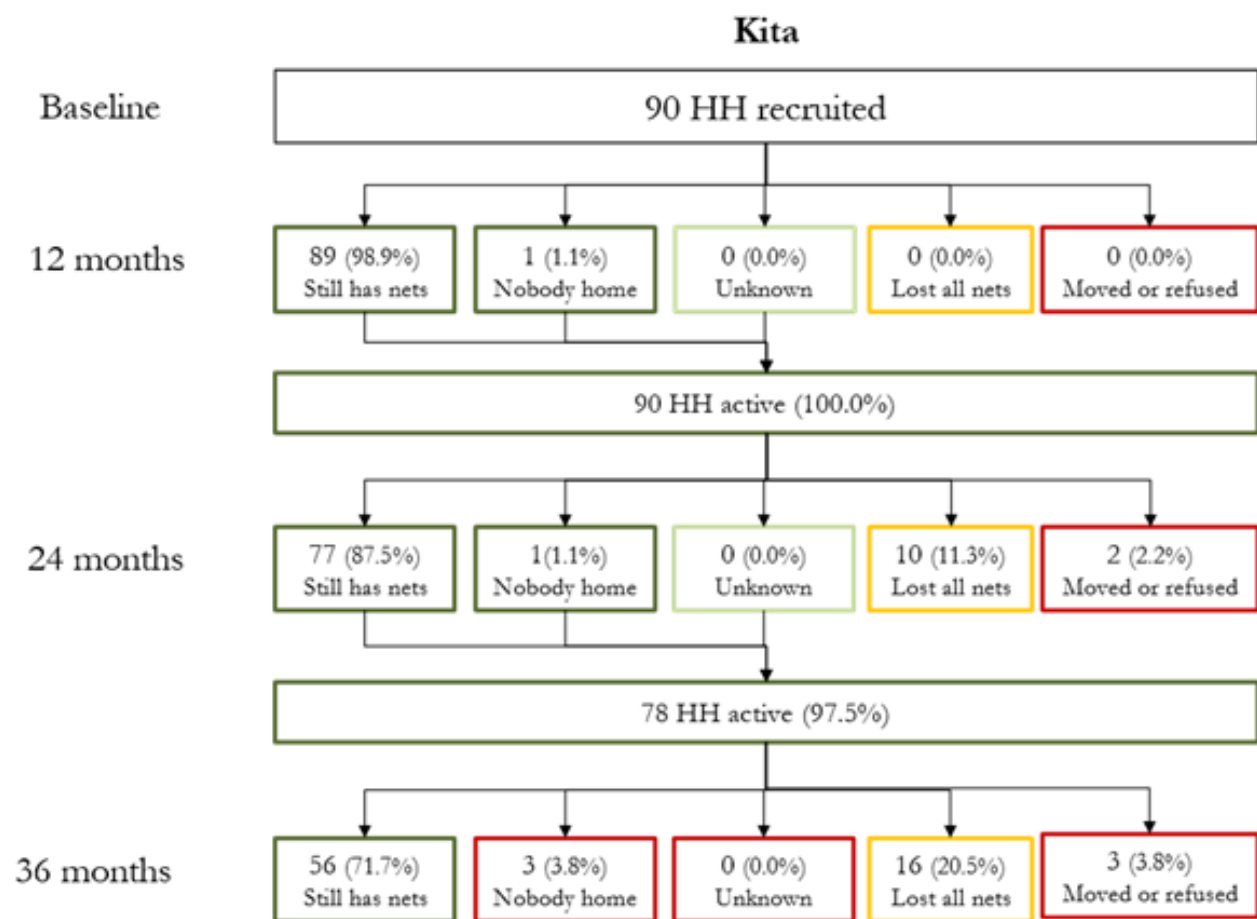 Kita
Baseline
90 HH recruited
12 months
89 (98.9%)
Still has nets
1 (1.1%)
Nobody home
0 (0.0%)
Unknown
0 (0.0%)
Lost all nets
0 (0.0%)
Moved or refused
90 HH active (100.0%)
24 months
77 (87.5%)
Still has nets
1(1.1%)
Nobody home
0 (0.0%)
Unknown
10 (11.3%)
Lost all nets
2 (2.2%)
Moved or refused
78 HH active (97.5%)
36 months
56 (71.7%)
Still has nets
3 (3.8%)
Nobody home
0 (0.0%)
Unknown
16 (20.5%)
Lost all nets
3 (3.8%)
Moved or refused